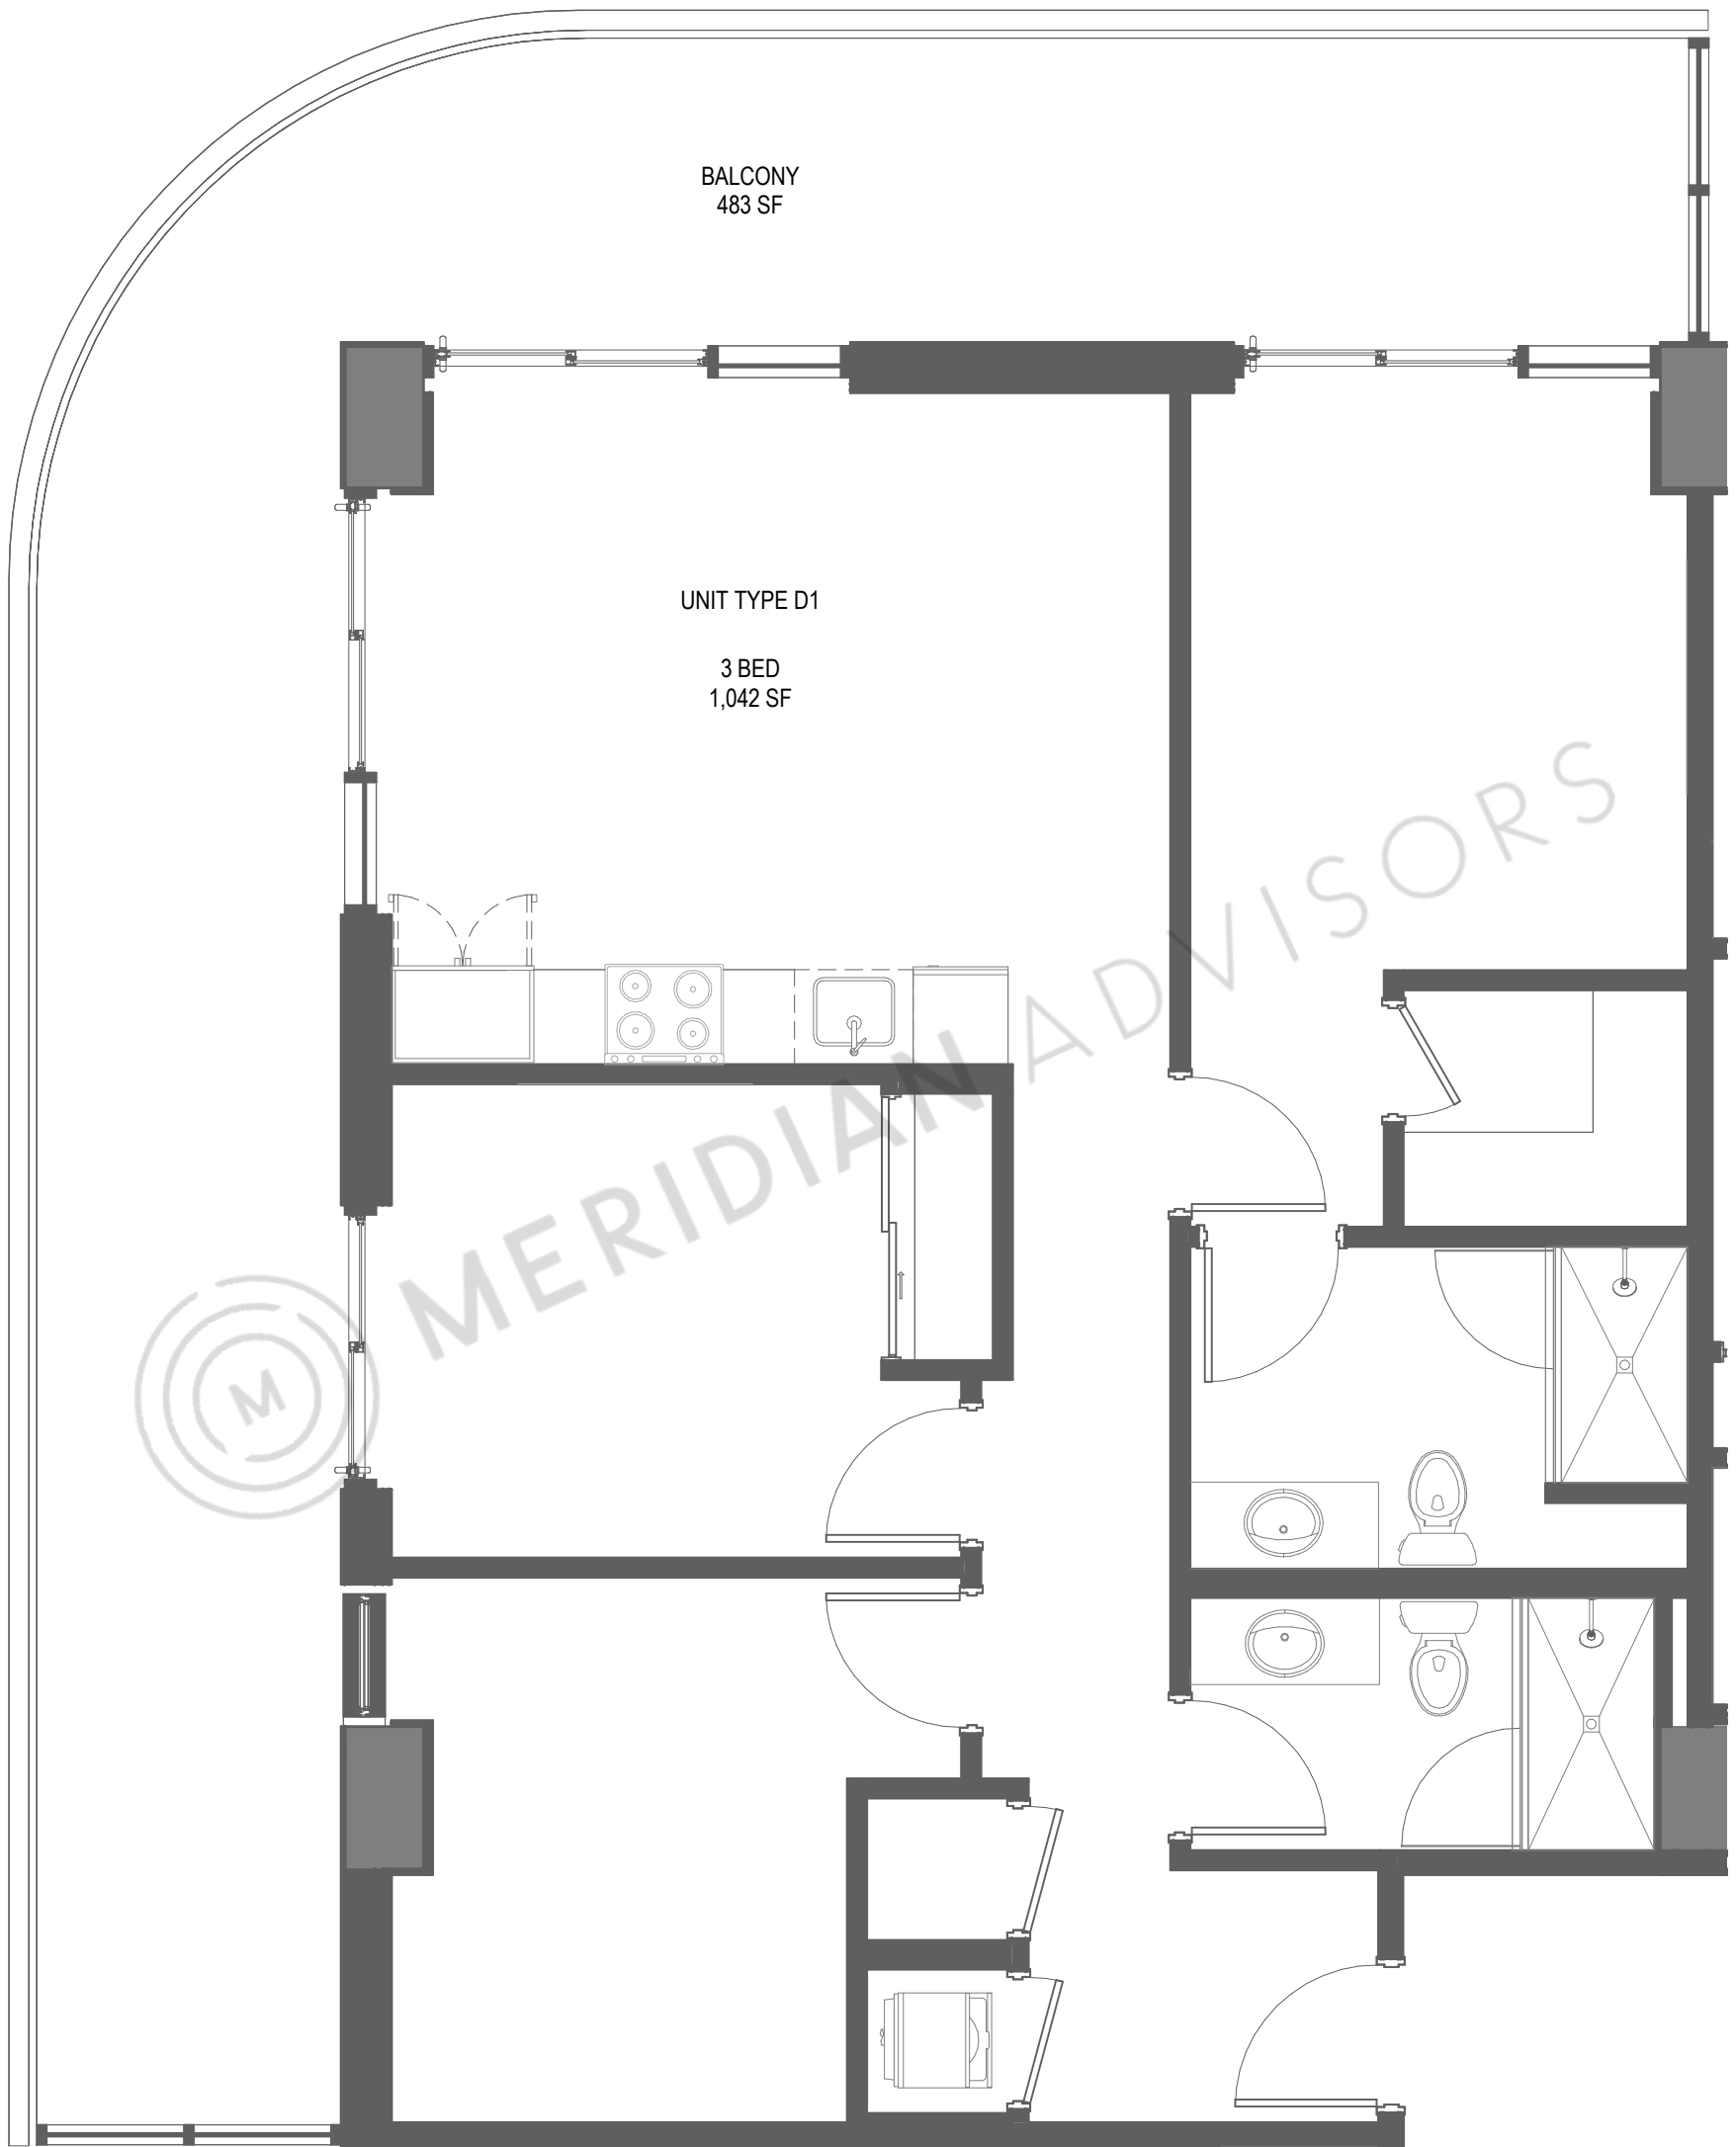 BALCONY
483 SF
UNIT TYPE D1
3 BED
1,042 SF
M MERIDIAN ADVISORS